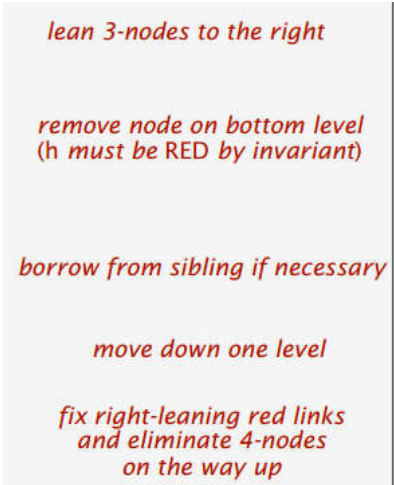 lean 3-nodes to the right
remove node on bottom level
(h must be RED by invariant)
borrow from sibling if necessary
move down one level
fix right-leaning red links
and eliminate 4-nodes
on the way up